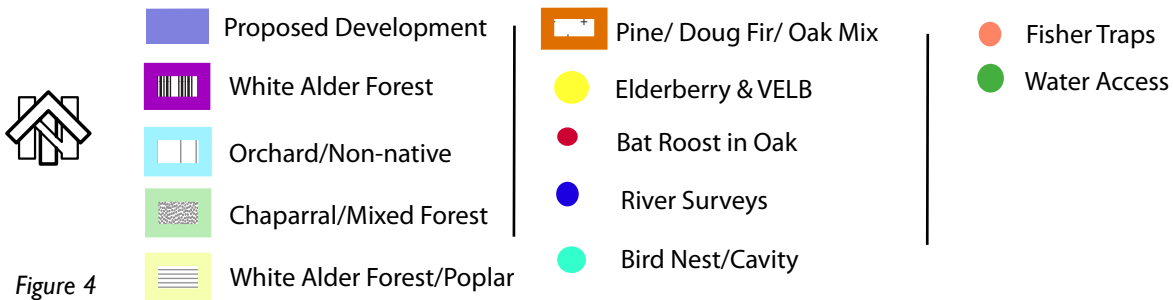 Proposed Development
White Alder Forest
Orchard/Non-native
Chaparral/Mixed Forest
White Alder Forest/Poplar
Pine/ Doug Fir/ Oak Mix
Elderberry & VELB
Bat Roost in Oak
River Surveys
Bird Nest/Cavity
Fisher Traps
Water Access
Figure 4